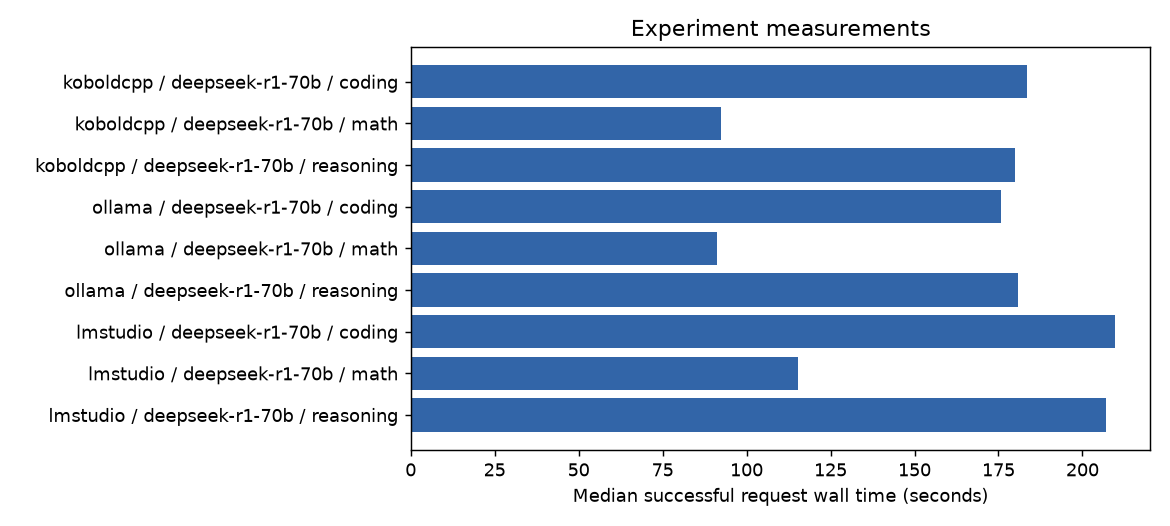 Experiment measurements
koboldcpp / deepseek-r1-70b / coding
koboldcpp / deepseek-r1-70b / math
koboldcpp / deepseek-r1-70b / reasoning
ollama / deepseek-r1-70b / coding
ollama / deepseek-r1-70b / math
ollama / deepseek-r1-70b / reasoning
lmstudio / deepseek-r1-70b / coding
lmstudio / deepseek-r1-70b / math
lmstudio / deepseek-r1-70b / reasoning
0 25 50 75 100 125 150 175 200
Median successful request wall time (seconds)